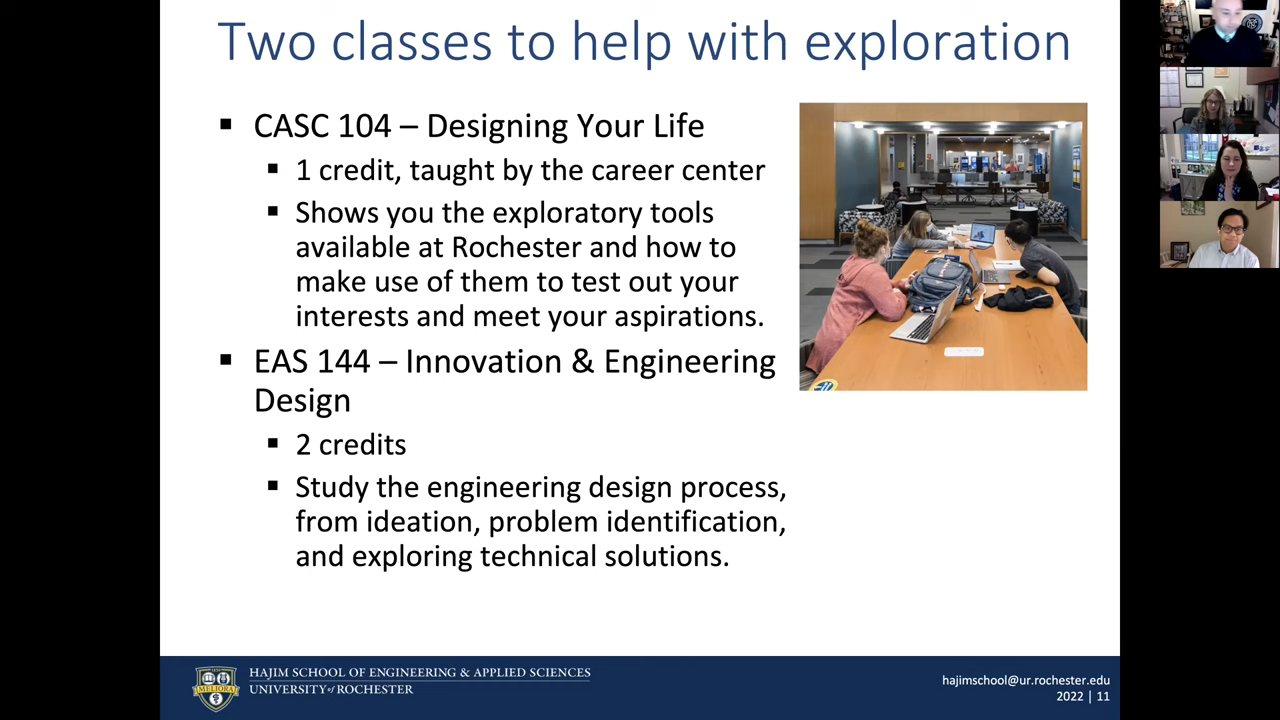 Two classes to help with exploration
▪ CASC 104 – Designing Your Life
▪ 1 credit, taught by the career center
▪ Shows you the exploratory tools
available at Rochester and how to
make use of them to test out your
interests and meet your aspirations.
▪ EAS 144 – Innovation & Engineering
Design
▪ 2 credits
▪ Study the engineering design process,
from ideation, problem identification,
and exploring technical solutions.
MELIORA
HAJIM SCHOOL OF ENGINEERING & APPLIED SCIENCES
UNIVERSITY of ROCHESTER
hajimschool@ur.rochester.edu
2022 | 11